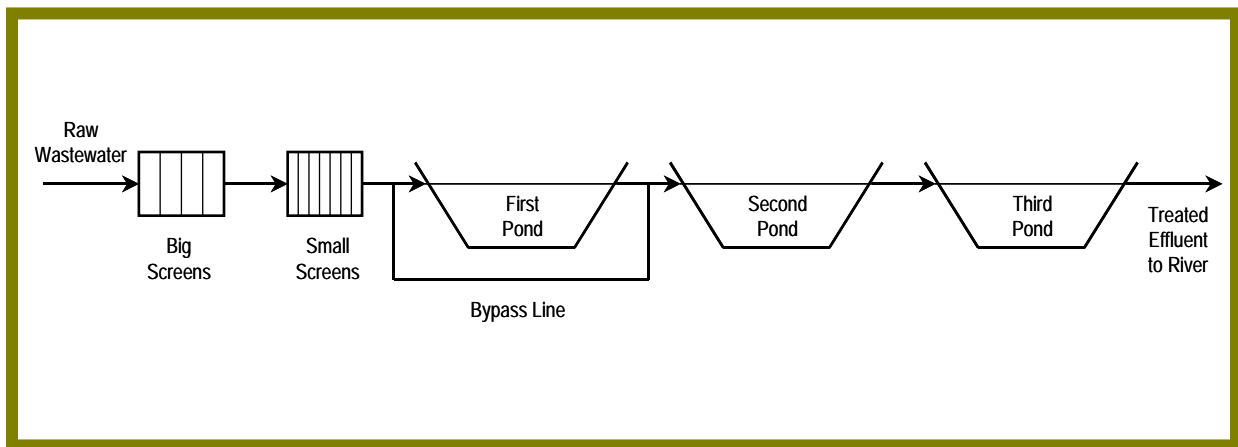 Raw
Wastewater
Big
Screens
Small
Screens
First
Pond
Bypass Line
Second
Pond
Third
Pond
Treated
Effluent
to River